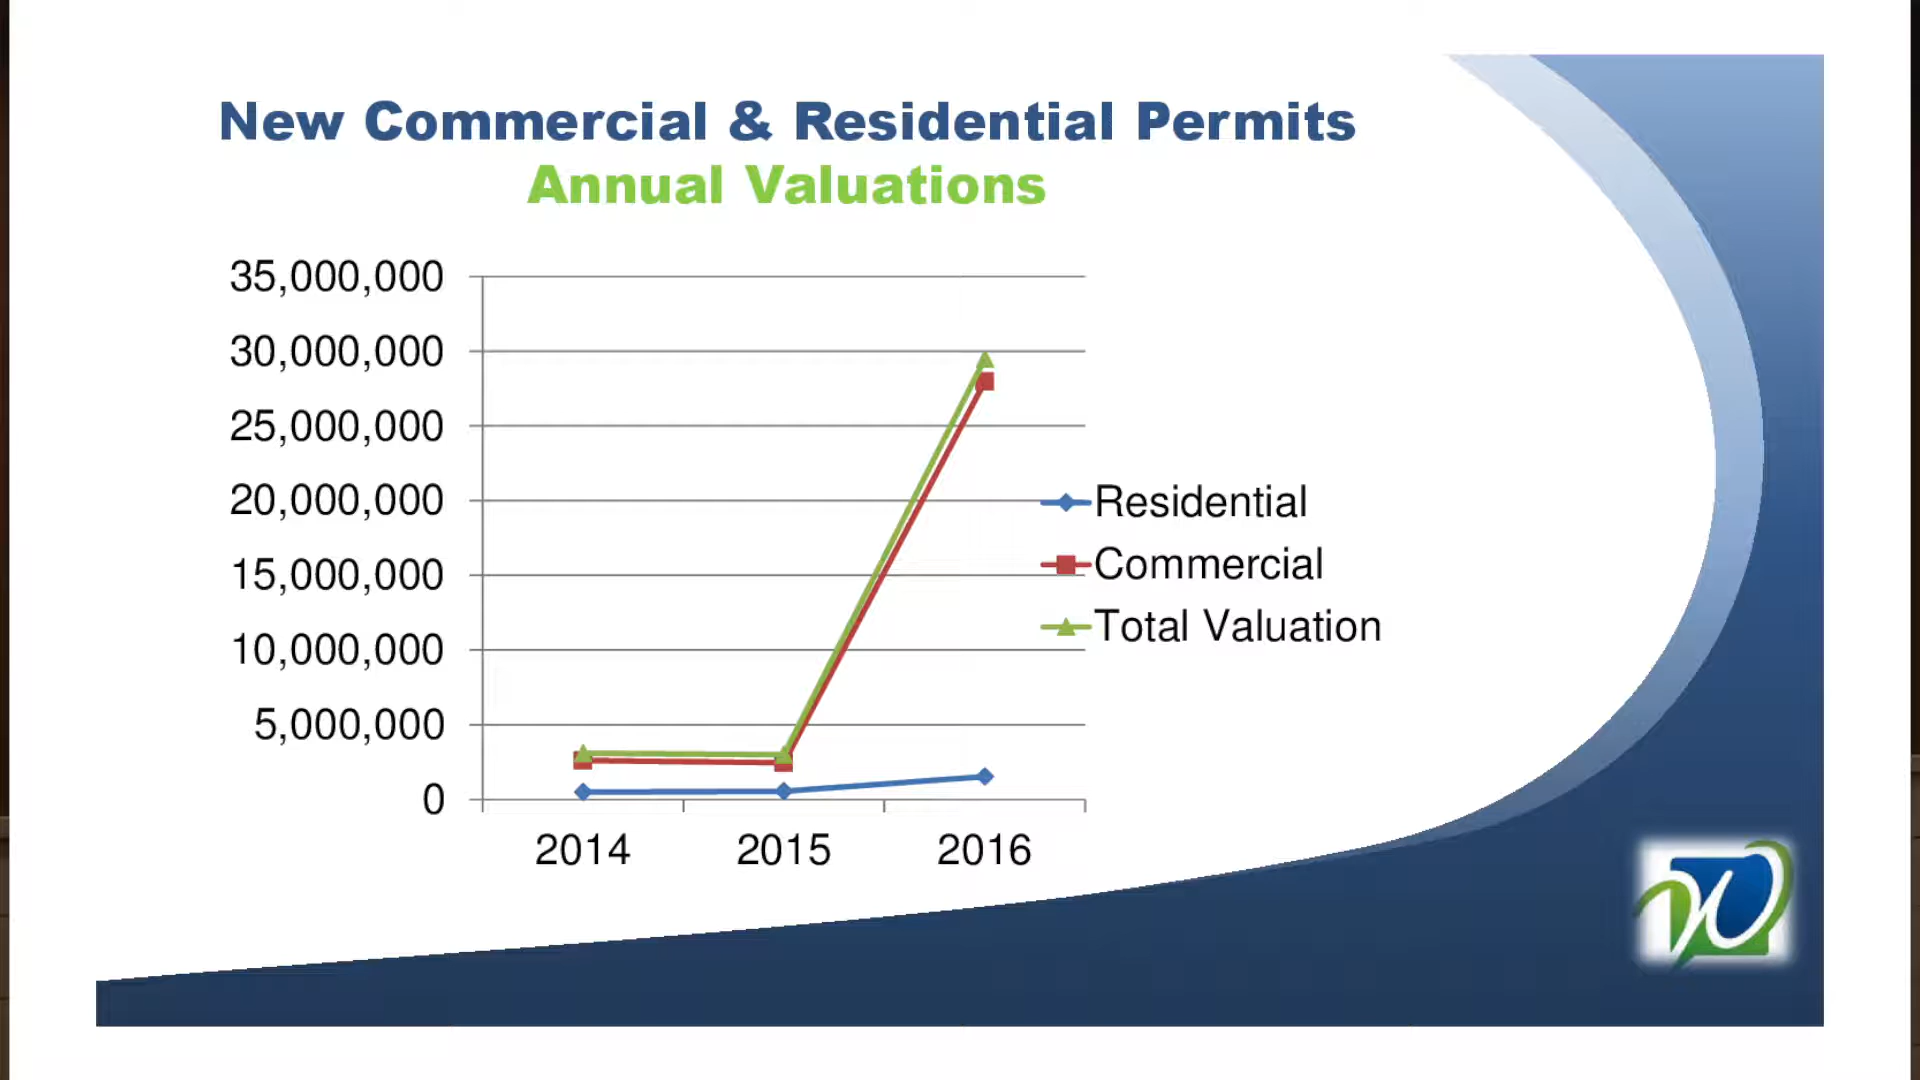 New Commercial & Residential Permits
Annual Valuations
35,000,000
30,000,000
25,000,000
20,000,000
15,000,000
10,000,000
5,000,000
0
2014 2015 2016
Residential
Commercial
Total Valuation